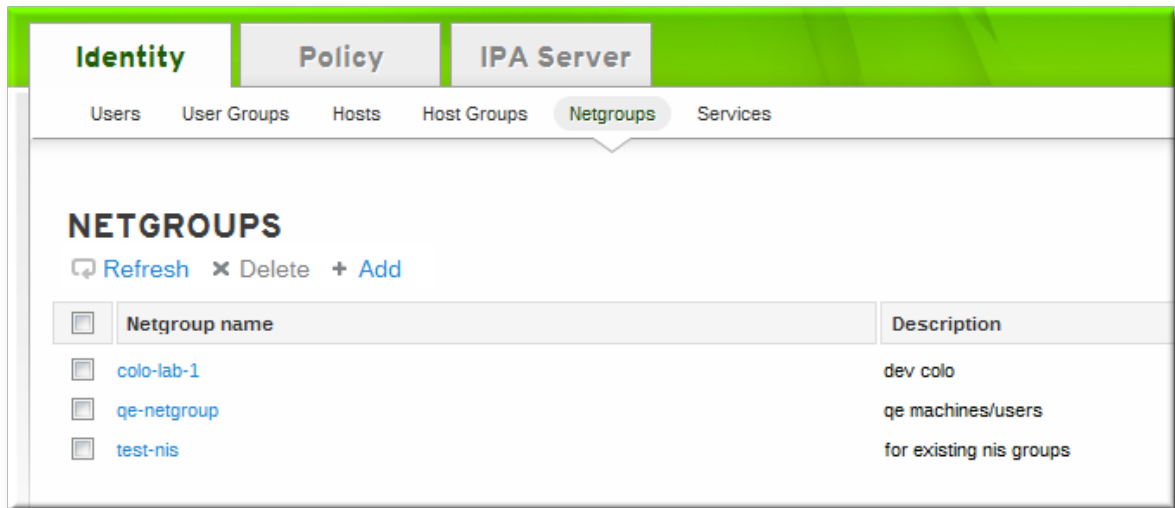 Identity Policy IPA Server
Users User Groups Hosts Host Groups Netgroups Services
NETGROUPS
Refresh Delete Add
Netgroup name Description
colo-lab-1 dev colo
qe-netgroup qe machines/users
test-nis for existing nis groups